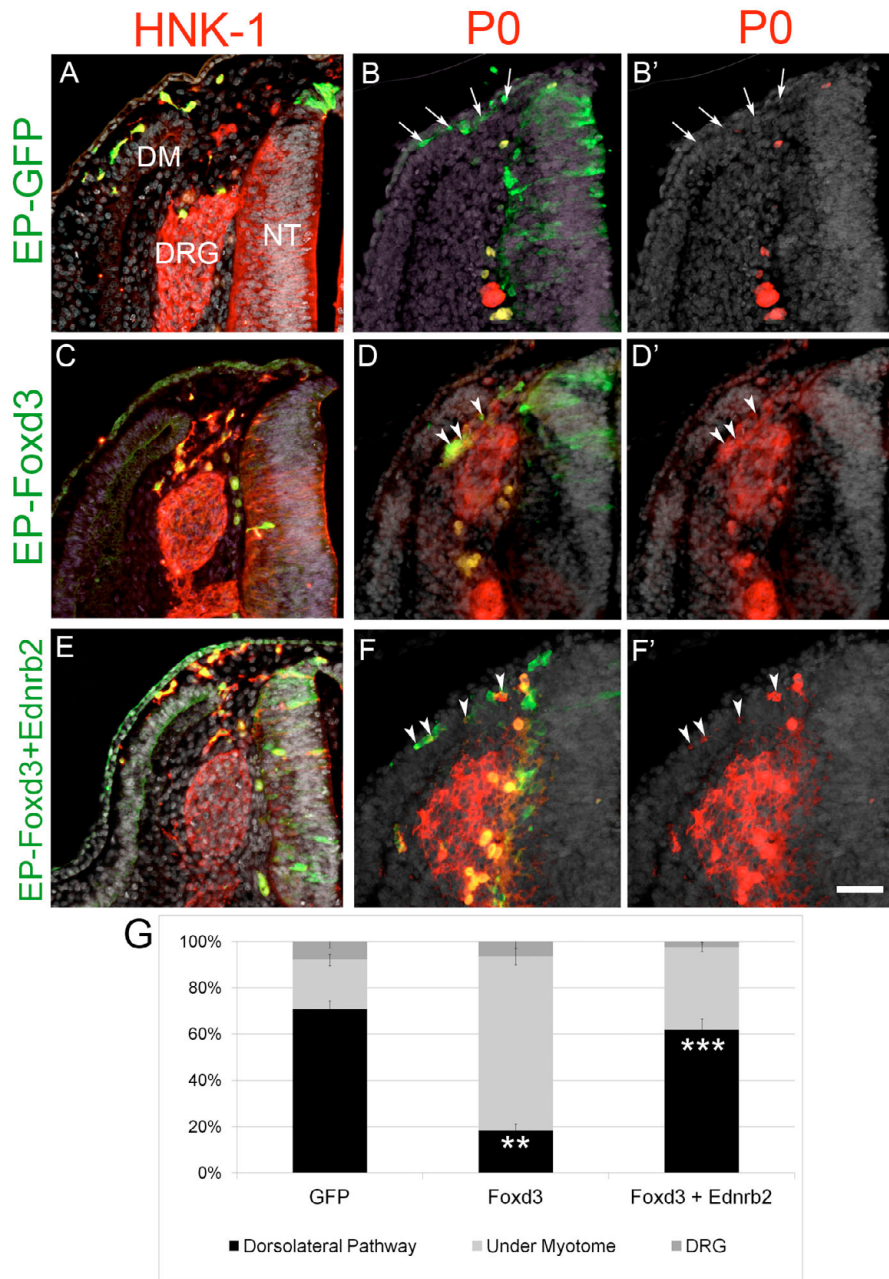 HNK-1 P0 P0
EP-GFP
A
DM
DRG
NT
B
B'
EP-Foxd3
C
D
D'
EP-Foxd3+Ednrb2
E
F
F'
G
100%
80%
60%
40%
20%
0%
**
***
GFP Foxd3 Foxd3 + Ednrb2
Dorsolateral Pathway Under Myotome DRG